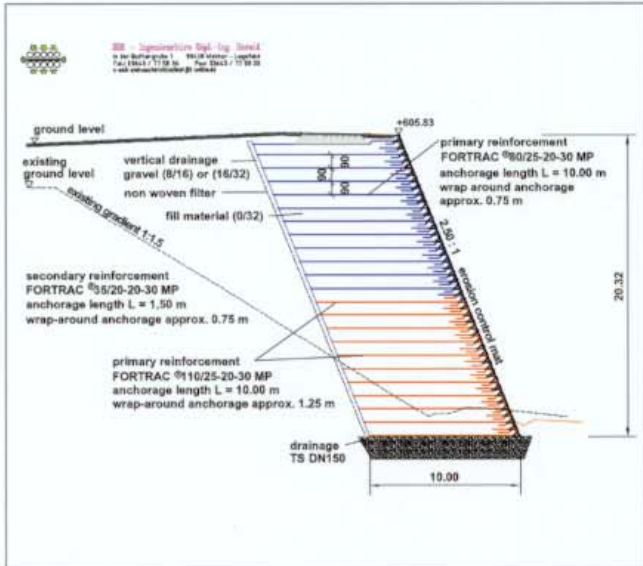 +605.83
ground level
existing
ground level
vertical drainage
gravel (8/16) or (16/32)
non woven filter
fill material (0/32)
90
90
90
primary reinforcement
FORTRAC ®80/25-20-30 MP
anchorage length L = 10.00 m
wrap around anchorage
approx. 0.75 m
existing gradient 1:1.5
2.50 : 1
erosion control mat
20.32
secondary reinforcement
FORTRAC ®35/20-20-30 MP
anchorage length L = 1,50 m
wrap-around anchorage approx. 0.75 m
primary reinforcement
FORTRAC ®110/25-20-30 MP
anchorage length L = 10.00 m
wrap-around anchorage approx. 1.25 m
drainage
TS DN150
10.00